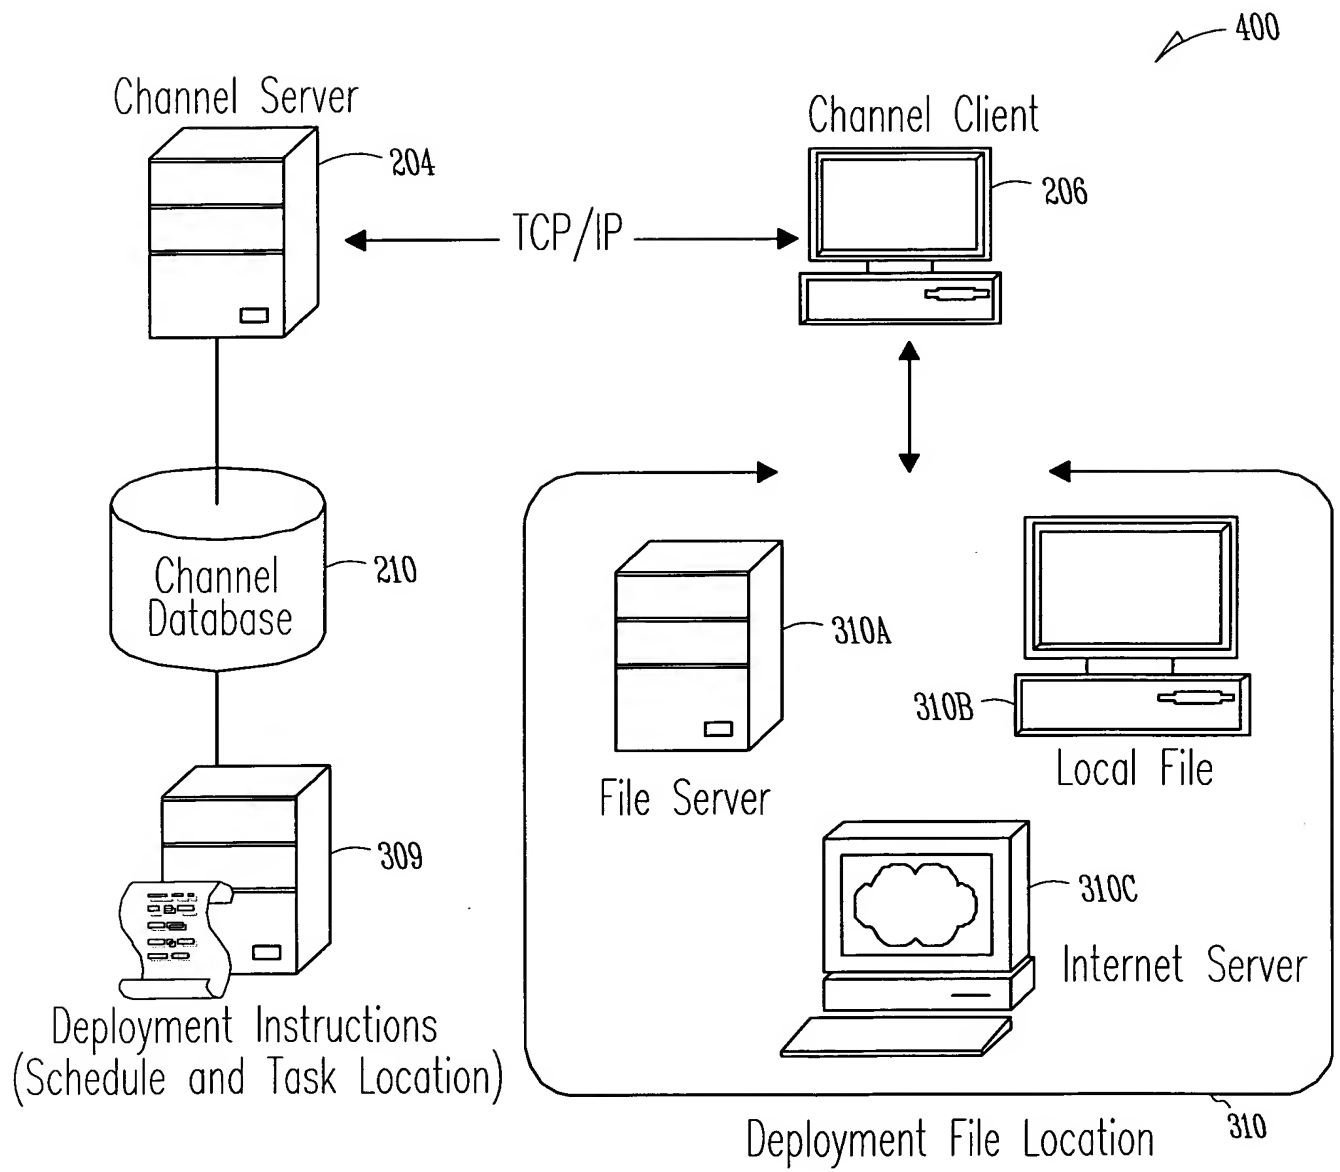 400
Channel Server
204
Channel Client
206
TCP/IP
Channel
Database
210
310A
310B
Local File
File Server
309
310C
Internet Server
Deployment Instructions
(Schedule and Task Location)
310
Deployment File Location